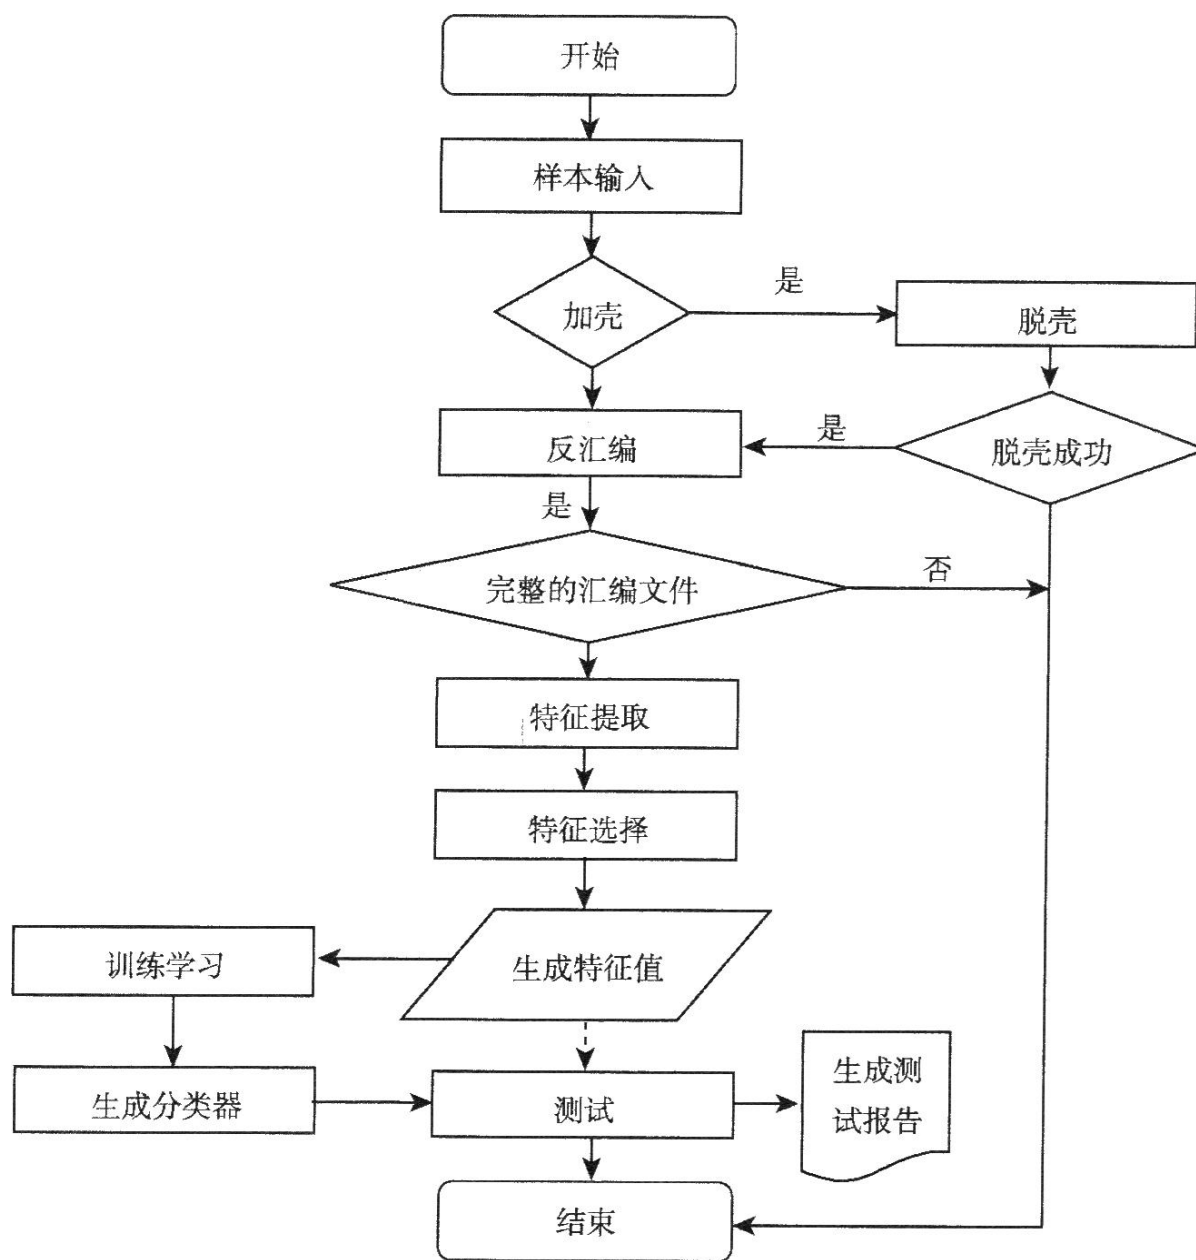 开始
样本输入
加壳
是
脱壳
反汇编
是
脱壳成功
是
完整的汇编文件
否
特征提取
特征选择
训练学习
生成特征值
生成分类器
测试
生成测
试报告
结束